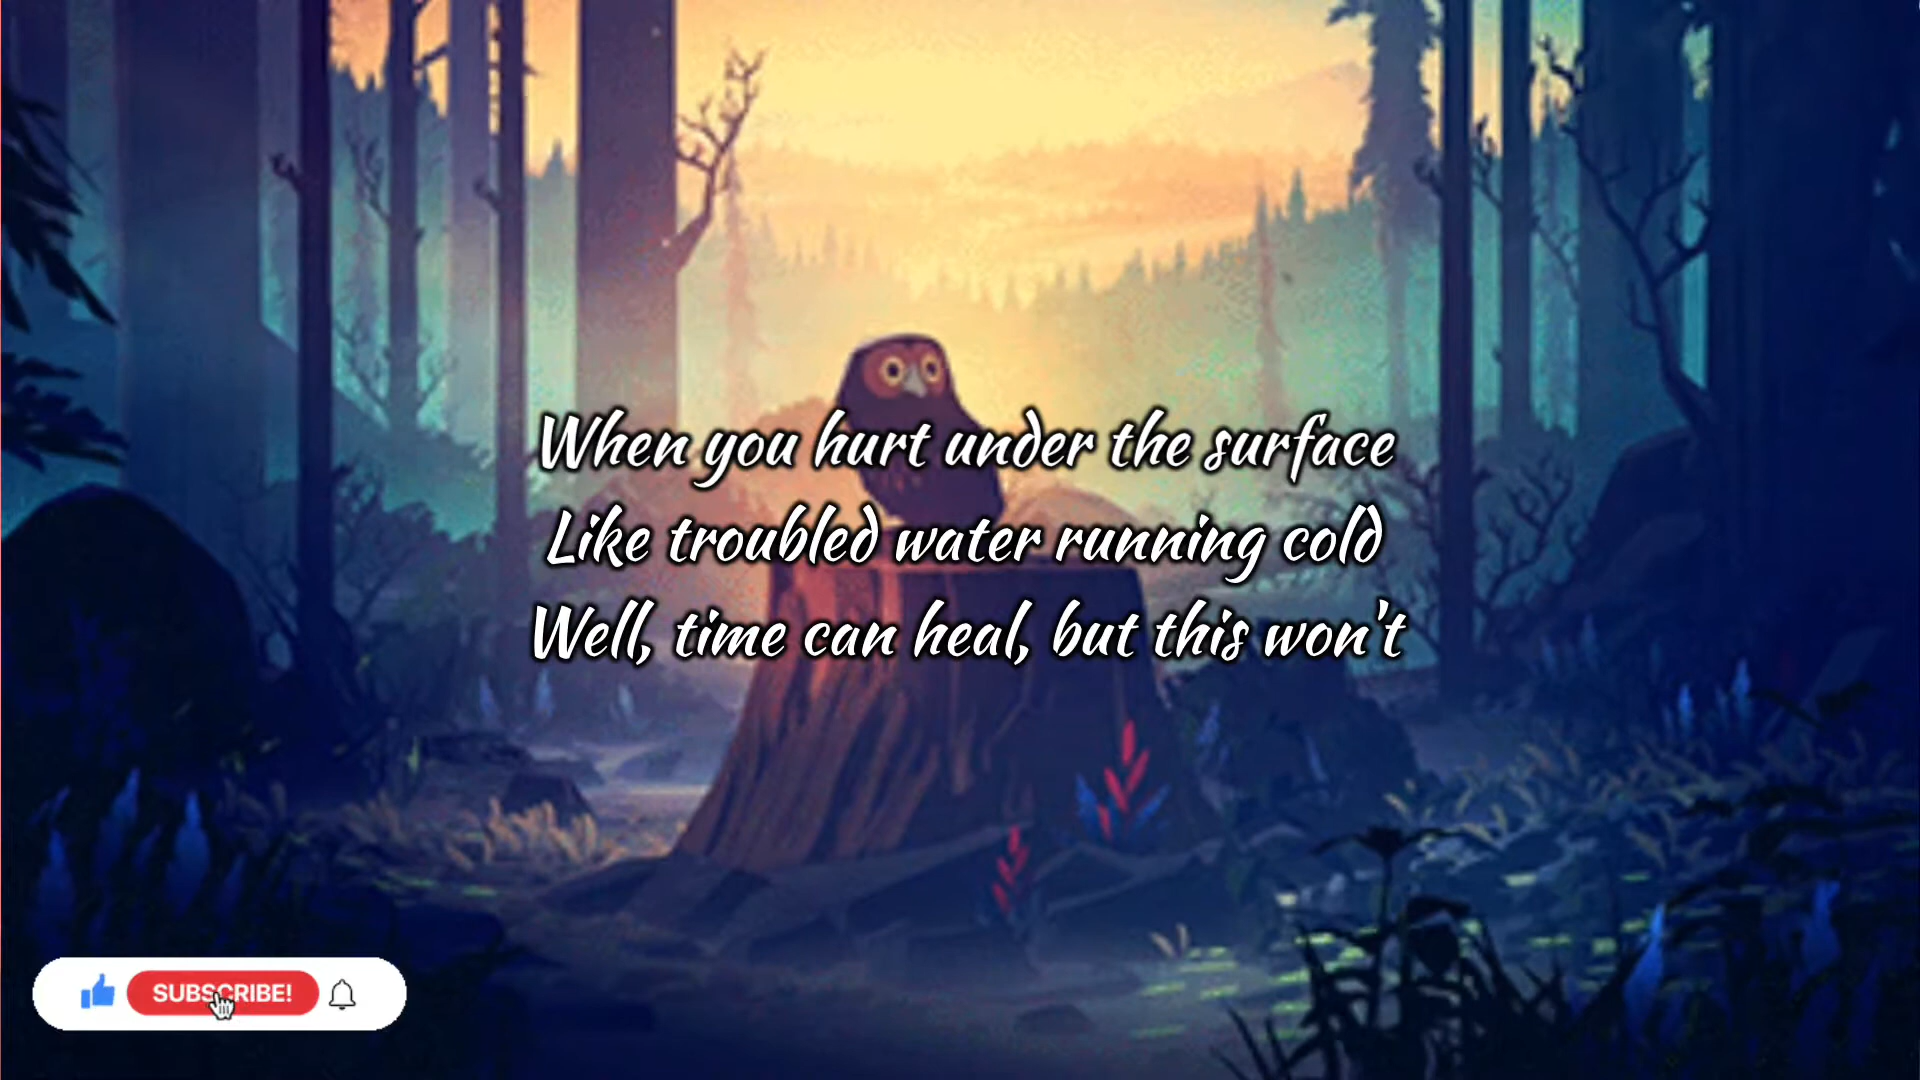 When you hurt under the surface
Like troubled water running cold
Well, time can heal, but this won't
SUBSCRIBE!